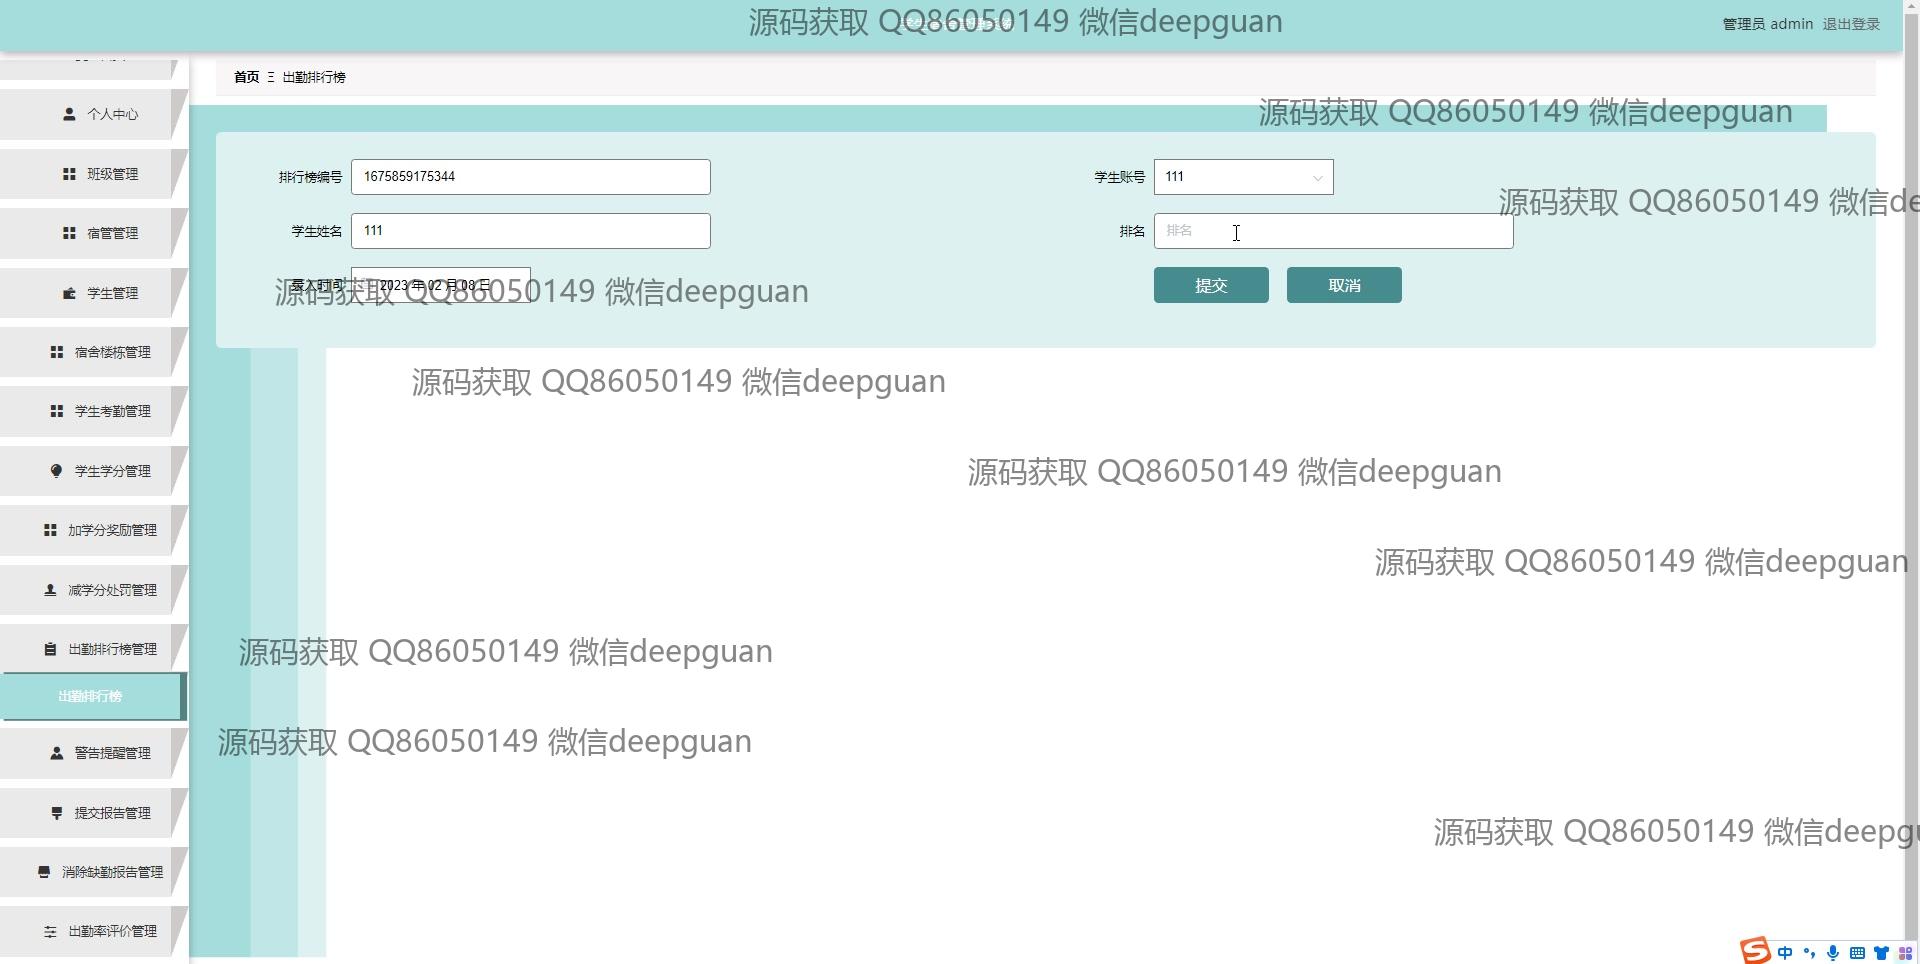 源码获取 QQ86050149 微信deepguan
管理员 admin 退出登录
首页 Ξ 出勤排行榜
源码获取 QQ86050149 微信deepguan
个人中心
班级管理
宿管管理
学生管理
宿舍楼栋管理
学生考勤管理
学生学分管理
加学分奖励管理
减学分处罚管理
出勤排行榜管理
出勤排行榜
警告提醒管理
提交报告管理
消除缺勤报告管理
出勤率评价管理
排行榜编号 1675859175344
学生账号 111
源码获取 QQ86050149 微信de
学生姓名 111
排名 排名
录入时间 2023 年 02 月 08 日
源码获取 QQ86050149 微信deepguan
提交 取消
源码获取 QQ86050149 微信deepguan
源码获取 QQ86050149 微信deepguan
源码获取 QQ86050149 微信deepguan
源码获取 QQ86050149 微信deepguan
源码获取 QQ86050149 微信deepguan
源码获取 QQ86050149 微信deepgu
中